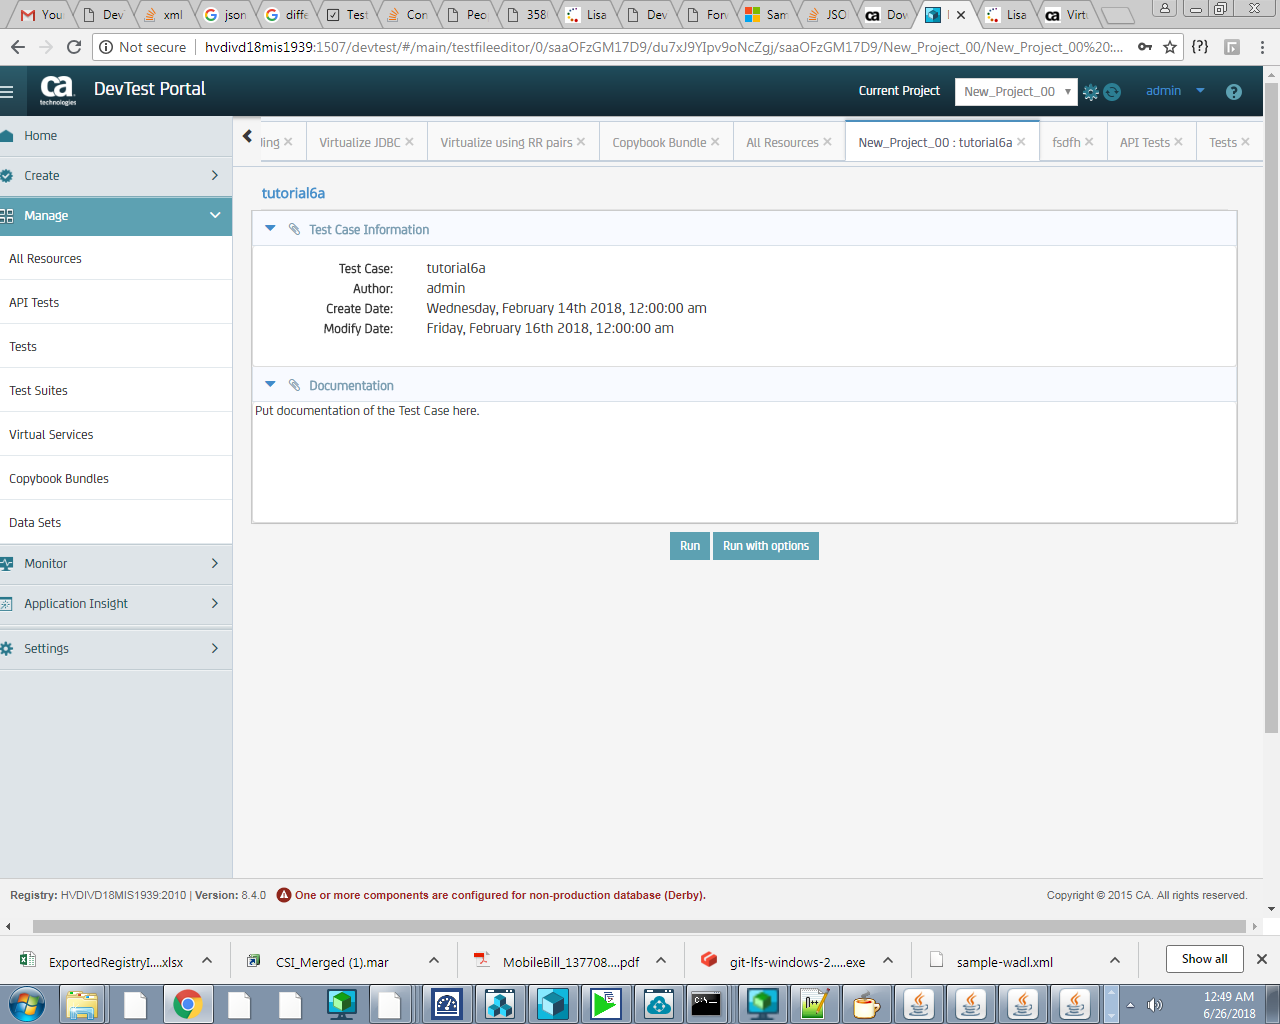 You Dev xml json diffe Test Con Peo 358 Lisa Dev Forv Sam JSO Dov Lisa Virtu
Not secure hvdivd18mis1939:1507/devtest/#/main/testfileeditor/0/saaOFzGM17D9/du7xJ9YIpv9oNcZgj/saaOFzGM17D9/New_Project_00/New_Project_00%20:... {?}
ca technologies DevTest Portal Current Project New_Project_00 admin ?
Home
Create
Manage
All Resources
API Tests
Tests
Test Suites
Virtual Services
Copybook Bundles
Data Sets
Monitor
Application Insight
Settings
ding Virtualize JDBC Virtualize using RR pairs Copybook Bundle All Resources New_Project_00 : tutorial6a fsdfh API Tests Tests
tutorial6a
Test Case Information
Test Case: tutorial6a
Author: admin
Create Date: Wednesday, February 14th 2018, 12:00:00 am
Modify Date: Friday, February 16th 2018, 12:00:00 am
Documentation
Put documentation of the Test Case here.
Run Run with options
Registry: HVDIVD18MIS1939:2010 | Version: 8.4.0 One or more components are configured for non-production database (Derby). Copyright © 2015 CA. All rights reserved.
ExportedRegistryI....xlsx CSI_Merged (1).mar MobileBill_137708....pdf git-lfs-windows-2.....exe sample-wadl.xml Show all
12:49 AM
6/26/2018